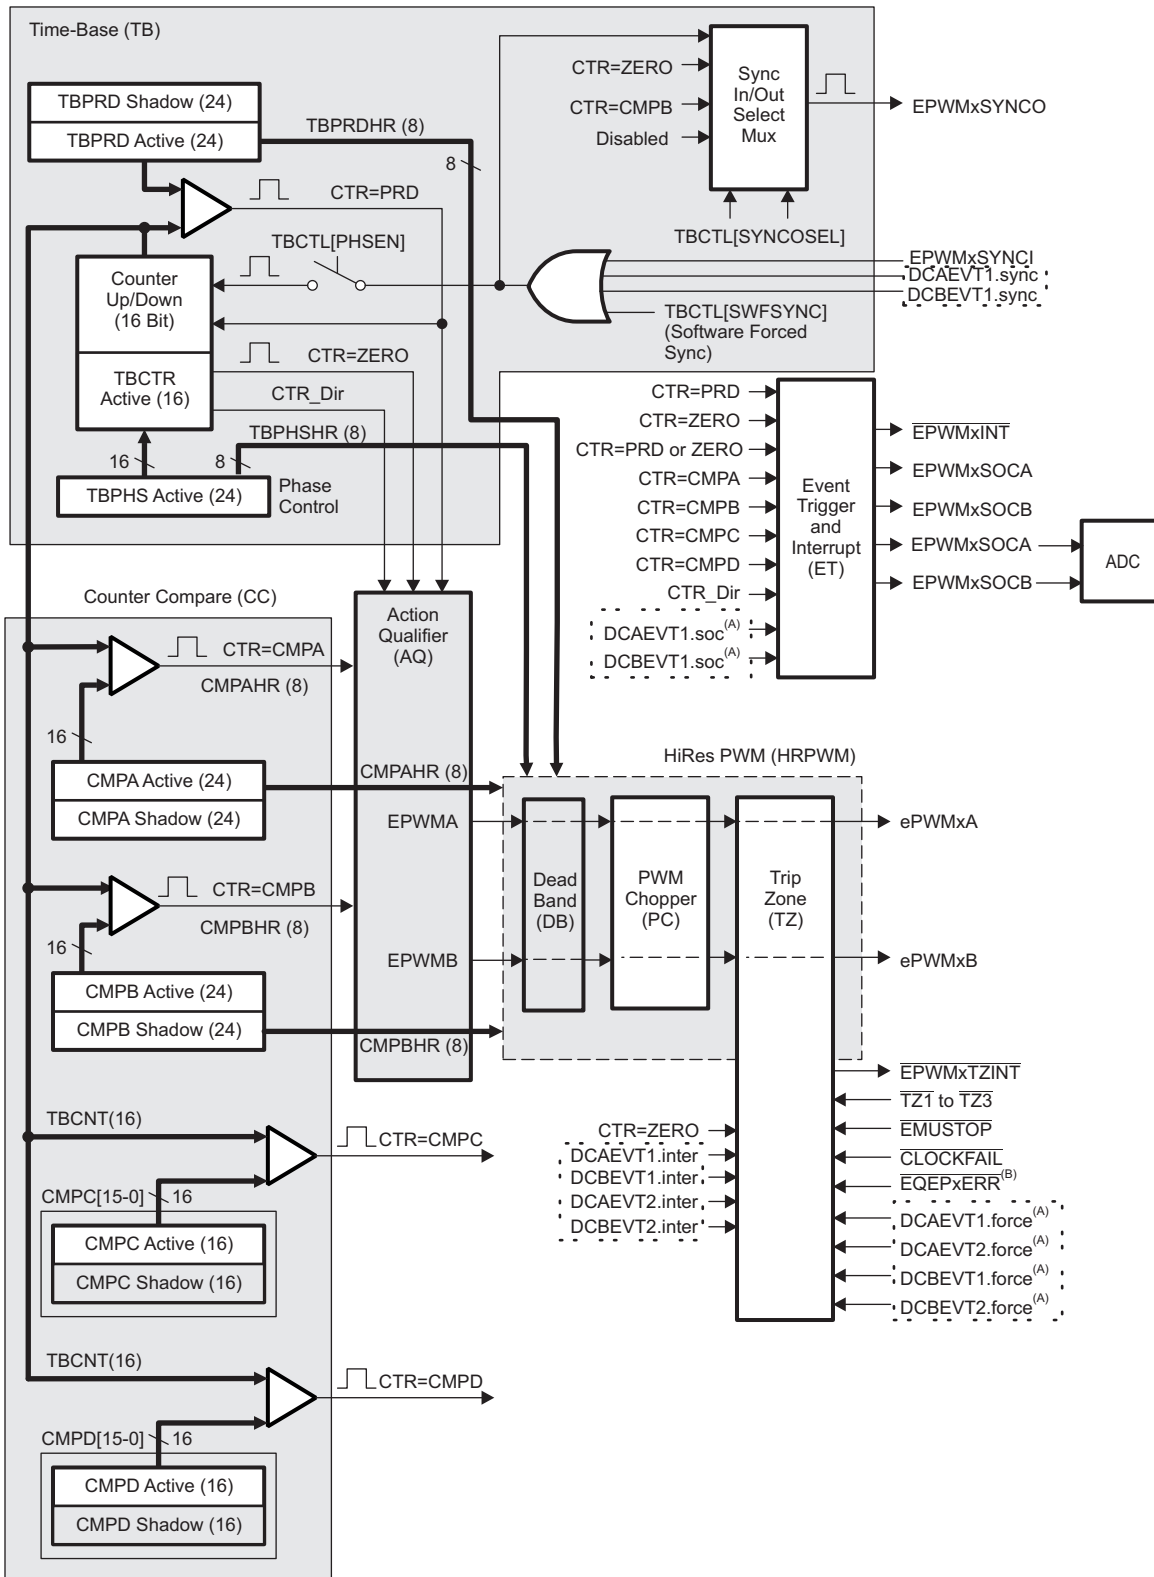 Time-Base (TB)
TBPRD Shadow (24)
TBPRD Active (24)
TBPRDHR (8)
8
CTR=PRD
CTR=ZERO
CTR=CMPB
Disabled
Sync
In/Out
Select
Mux
EPWMxSYNCO
TBCTL[SYNCOSEL]
TBCTL[PHSEN]
EPWMxSYNCI
DCAEVT1.sync
DCBEVT1.sync
TBCTL[SWFSYNC]
(Software Forced
Sync)
Counter
Up/Down
(16 Bit)
TBCTR
Active (16)
CTR=ZERO
CTR_Dir
TBPHSHR (8)
16
8
TBPHS Active (24)
Phase
Control
CTR=PRD
CTR=ZERO
CTR=PRD or ZERO
CTR=CMPA
CTR=CMPB
CTR=CMPC
CTR=CMPD
CTR_Dir
DCAEVT1.soc(A)
DCBEVT1.soc(A)
Event
Trigger
and
Interrupt
(ET)
EPWMxINT
EPWMxSOCA
EPWMxSOCB
EPWMxSOCA
EPWMxSOCB
ADC
Counter Compare (CC)
Action
Qualifier
(AQ)
CTR=CMPA
CMPAHR (8)
16
CMPA Active (24)
CMPA Shadow (24)
CMPAHR (8)
EPWMA
HiRes PWM (HRPWM)
CTR=CMPB
CMPBHR (8)
16
EPWMB
CMPB Active (24)
CMPB Shadow (24)
CMPBHR (8)
Dead
Band
(DB)
PWM
Chopper
(PC)
Trip
Zone
(TZ)
ePWMxA
ePWMxB
EPWMxTZINT
TZ1 to TZ3
EMUSTOP
CLOCKFAIL
EQEPxERR(B)
DCAEVT1.force(A)
DCAEVT2.force(A)
DCBEVT1.force(A)
DCBEVT2.force(A)
CTR=ZERO
DCAEVT1.inter
DCBEVT1.inter
DCAEVT2.inter
DCBEVT2.inter
TBCNT(16)
CTR=CMPC
CMPC[15-0]
16
CMPC Active (16)
CMPC Shadow (16)
TBCNT(16)
CTR=CMPD
CMPD[15-0]
16
CMPD Active (16)
CMPD Shadow (16)